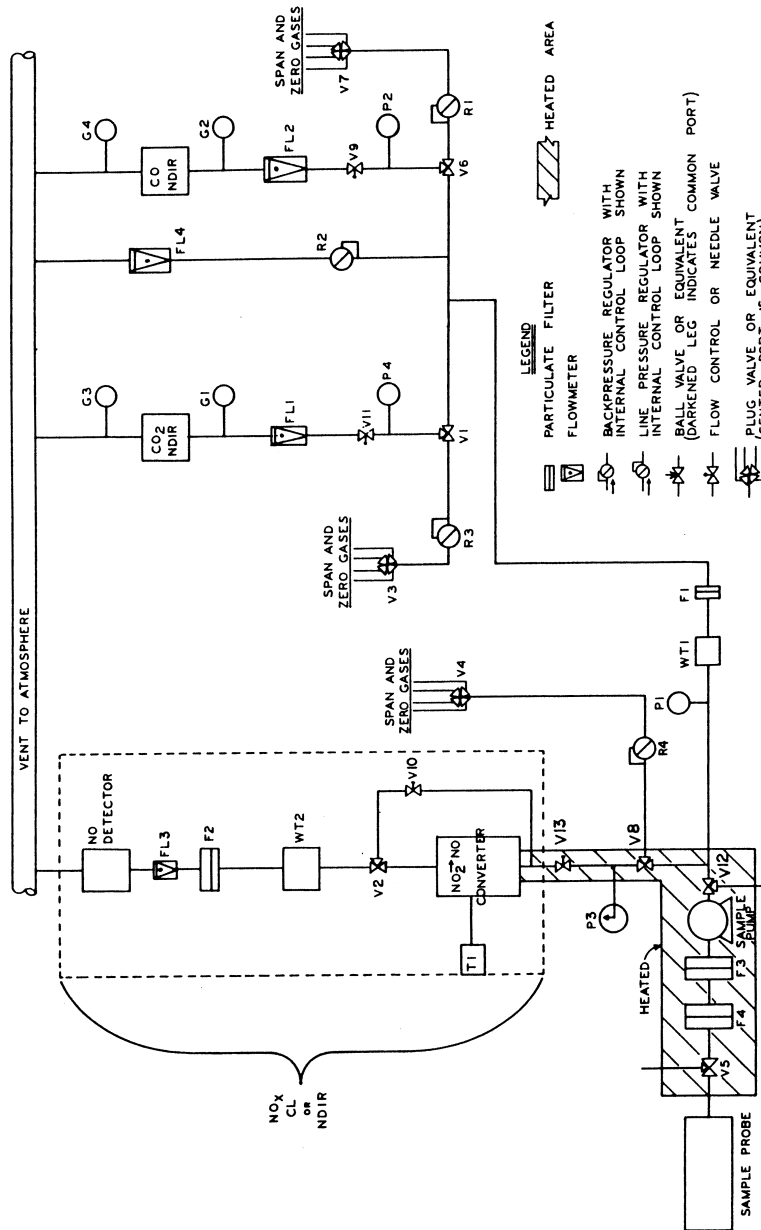 VENT TO ATMOSPHERE
NO
DETECTOR
FL3
F2
WT2
V2
V10
NO2→NO
CONVERTER
T1
NOX
CL
OR
NDIR
V13
P3
V8
R4
SPAN AND
ZERO GASES
V4
HEATED
V12
SAMPLE
PUMP
F3
F4
V5
SAMPLE PROBE
P1
WT1
F1
G3
CO2
NDIR
G1
FL1
V11
P4
V1
R3
SPAN AND
ZERO GASES
V3
FL4
R2
G4
CO
NDIR
G2
FL2
V9
P2
V6
R1
SPAN AND
ZERO GASES
V7
LEGEND
PARTICULATE FILTER
FLOWMETER
BACKPRESSURE REGULATOR WITH
INTERNAL CONTROL LOOP SHOWN
LINE PRESSURE REGULATOR WITH
INTERNAL CONTROL LOOP SHOWN
BALL VALVE OR EQUIVALENT
(DARKENED LEG INDICATES COMMON PORT)
FLOW CONTROL OR NEEDLE VALVE
PLUG VALVE OR EQUIVALENT
HEATED AREA